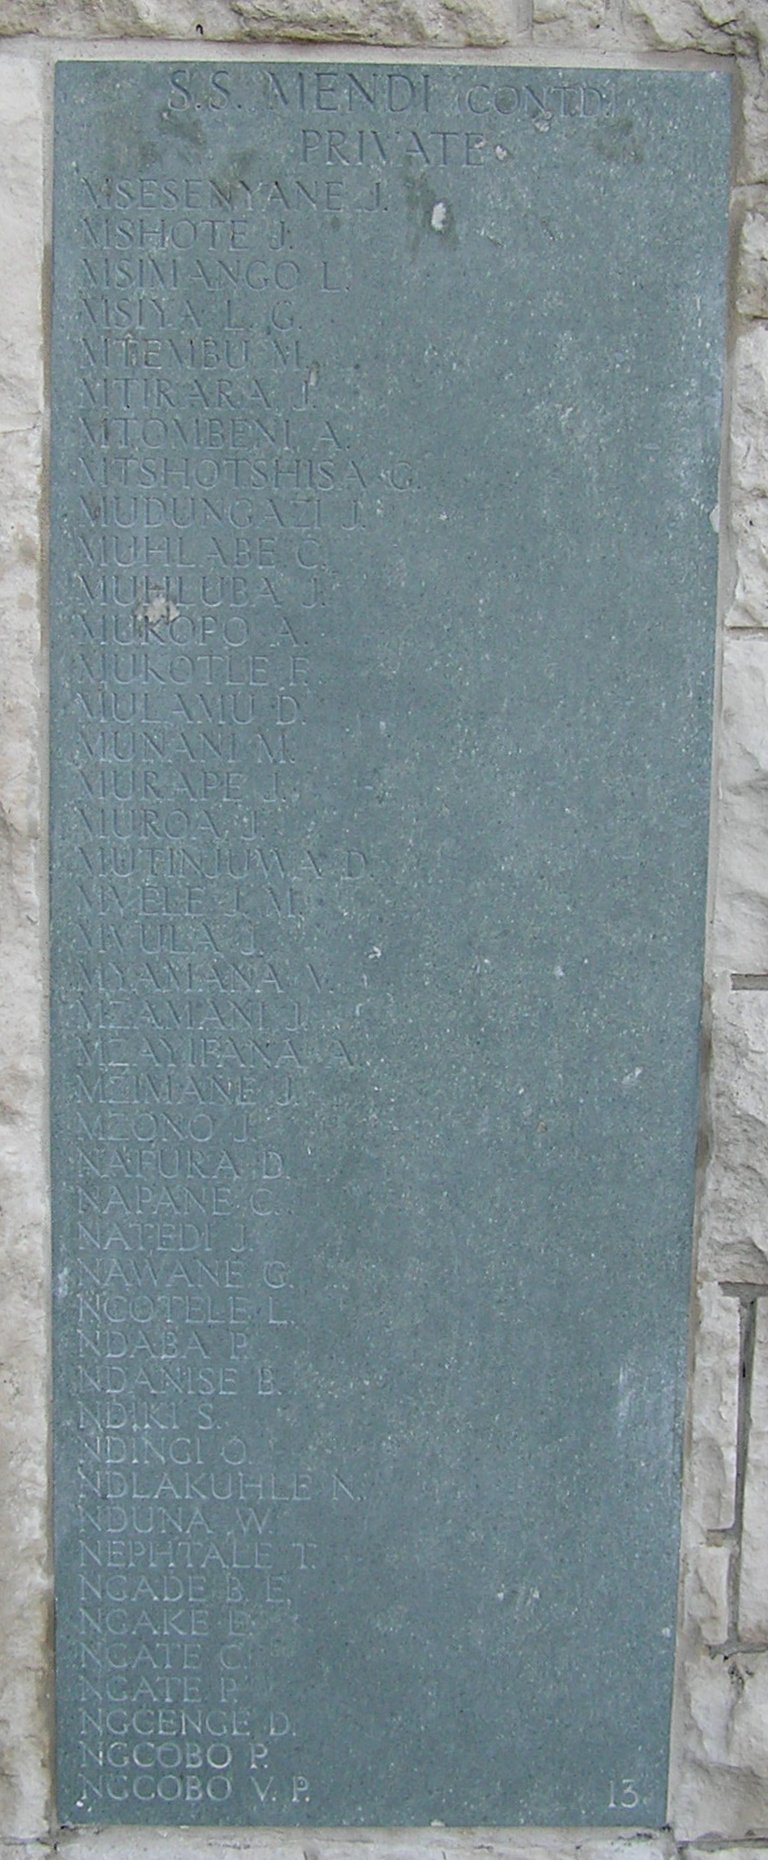 S.S. MENDI (CONTD.)
PRIVATE
MSESENYANE J.
MSHOTE J.
MSIMANGO L.
MSIYA L. G.
MTEMBU M.
MTIRARA J.
MTOMBENI A.
MTSHOTSHISA G.
MUDUNGAZI J.
MUHLABE C.
MUHLUBA J.
MUKOPO A.
MUKOTLE F.
MULAMU D.
MUNANI M.
MURAPE J.
MUROA J.
MUTINJUWA D.
MVELE J. M.
MVULA J.
MYAMANA V.
MZAMANI J.
MZAYIFANA A.
MZIMANE J.
MZONO J.
NAFURA D.
NAPANE C.
NATEDI J.
NAWANE G.
NCOTELE L.
NDABA P.
NDANISE B.
NDIKI S.
NDINGI O.
NDLAKUHLE N.
NDUNA W.
NEPHTALE T.
NGADE B. E.
NGAKE E.
NGATE C.
NGATE P.
NGCENGE D.
NGCOBO P.
NGCOBO V. P.
13